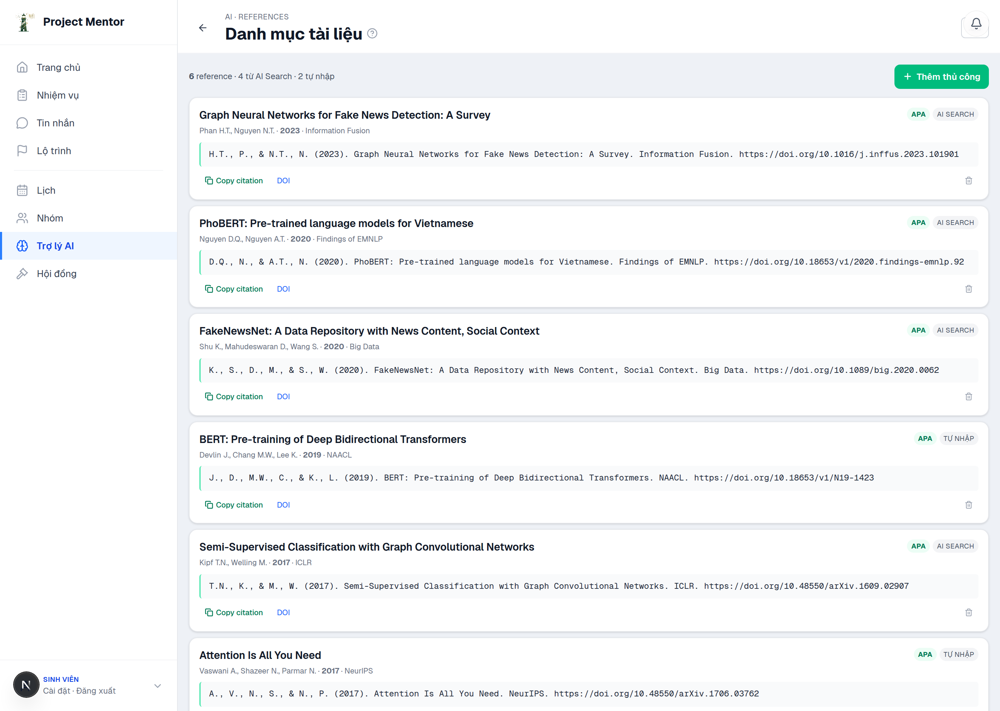 Project Mentor
Trang chủ
Nhiệm vụ
Tin nhắn
Lộ trình
Lịch
Nhóm
Trợ lý AI
Hội đồng
SINH VIÊN
Cài đặt · Đăng xuất
AI · REFERENCES
Danh mục tài liệu
6 reference · 4 từ AI Search · 2 tự nhập
Thêm thủ công
Graph Neural Networks for Fake News Detection: A Survey
APA AI SEARCH
Phan H.T., Nguyen N.T. · 2023 · Information Fusion
H.T., P., & N.T., N. (2023). Graph Neural Networks for Fake News Detection: A Survey. Information Fusion. https://doi.org/10.1016/j.inffus.2023.101901
Copy citation DOI
PhoBERT: Pre-trained language models for Vietnamese
APA AI SEARCH
Nguyen D.Q., Nguyen A.T. · 2020 · Findings of EMNLP
D.Q., N., & A.T., N. (2020). PhoBERT: Pre-trained language models for Vietnamese. Findings of EMNLP. https://doi.org/10.18653/v1/2020.findings-emnlp.92
Copy citation DOI
FakeNewsNet: A Data Repository with News Content, Social Context
APA AI SEARCH
Shu K., Mahudeswaran D., Wang S. · 2020 · Big Data
K., S., D., M., & S., W. (2020). FakeNewsNet: A Data Repository with News Content, Social Context. Big Data. https://doi.org/10.1089/big.2020.0062
Copy citation DOI
BERT: Pre-training of Deep Bidirectional Transformers
APA TỰ NHẬP
Devlin J., Chang M.W., Lee K. · 2019 · NAACL
J., D., M.W., C., & K., L. (2019). BERT: Pre-training of Deep Bidirectional Transformers. NAACL. https://doi.org/10.18653/v1/N19-1423
Copy citation DOI
Semi-Supervised Classification with Graph Convolutional Networks
APA AI SEARCH
Kipf T.N., Welling M. · 2017 · ICLR
T.N., K., & M., W. (2017). Semi-Supervised Classification with Graph Convolutional Networks. ICLR. https://doi.org/10.48550/arXiv.1609.02907
Copy citation DOI
Attention Is All You Need
APA TỰ NHẬP
Vaswani A., Shazeer N., Parmar N. · 2017 · NeurIPS
A., V., N., S., & N., P. (2017). Attention Is All You Need. NeurIPS. https://doi.org/10.48550/arXiv.1706.03762